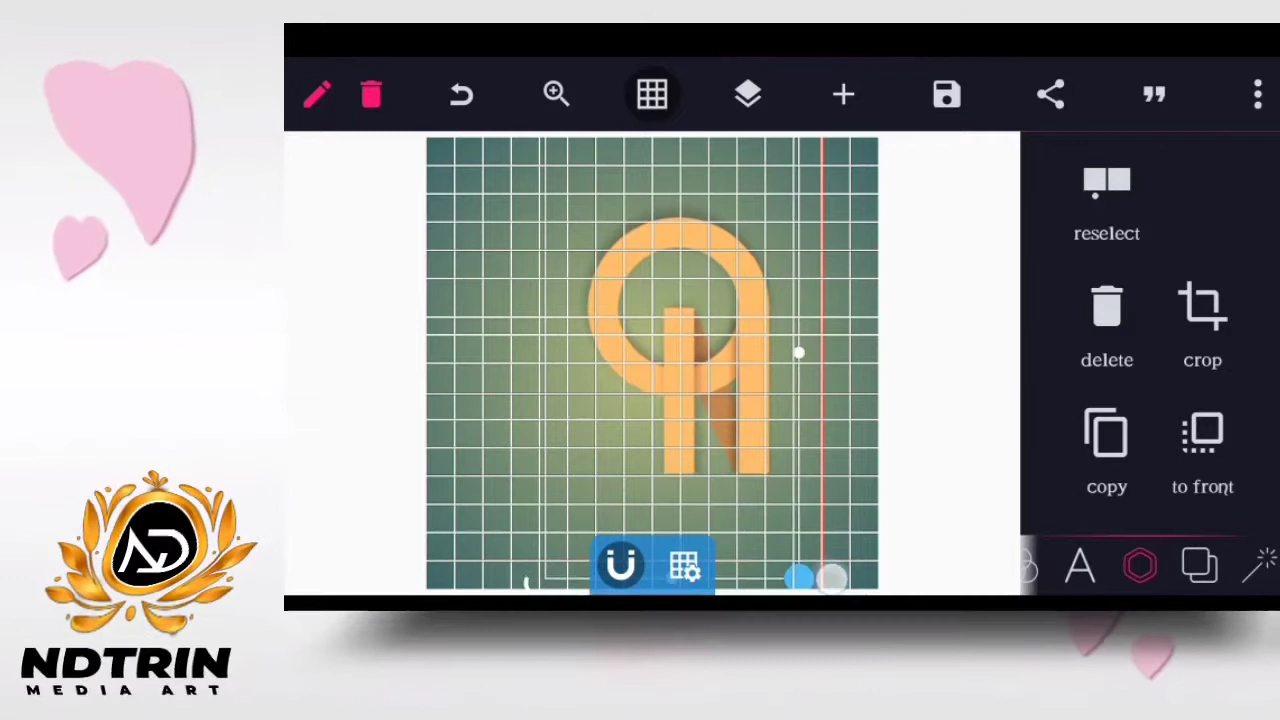 reselect
delete
crop
copy
to front
NDTRIN
MEDIA ART